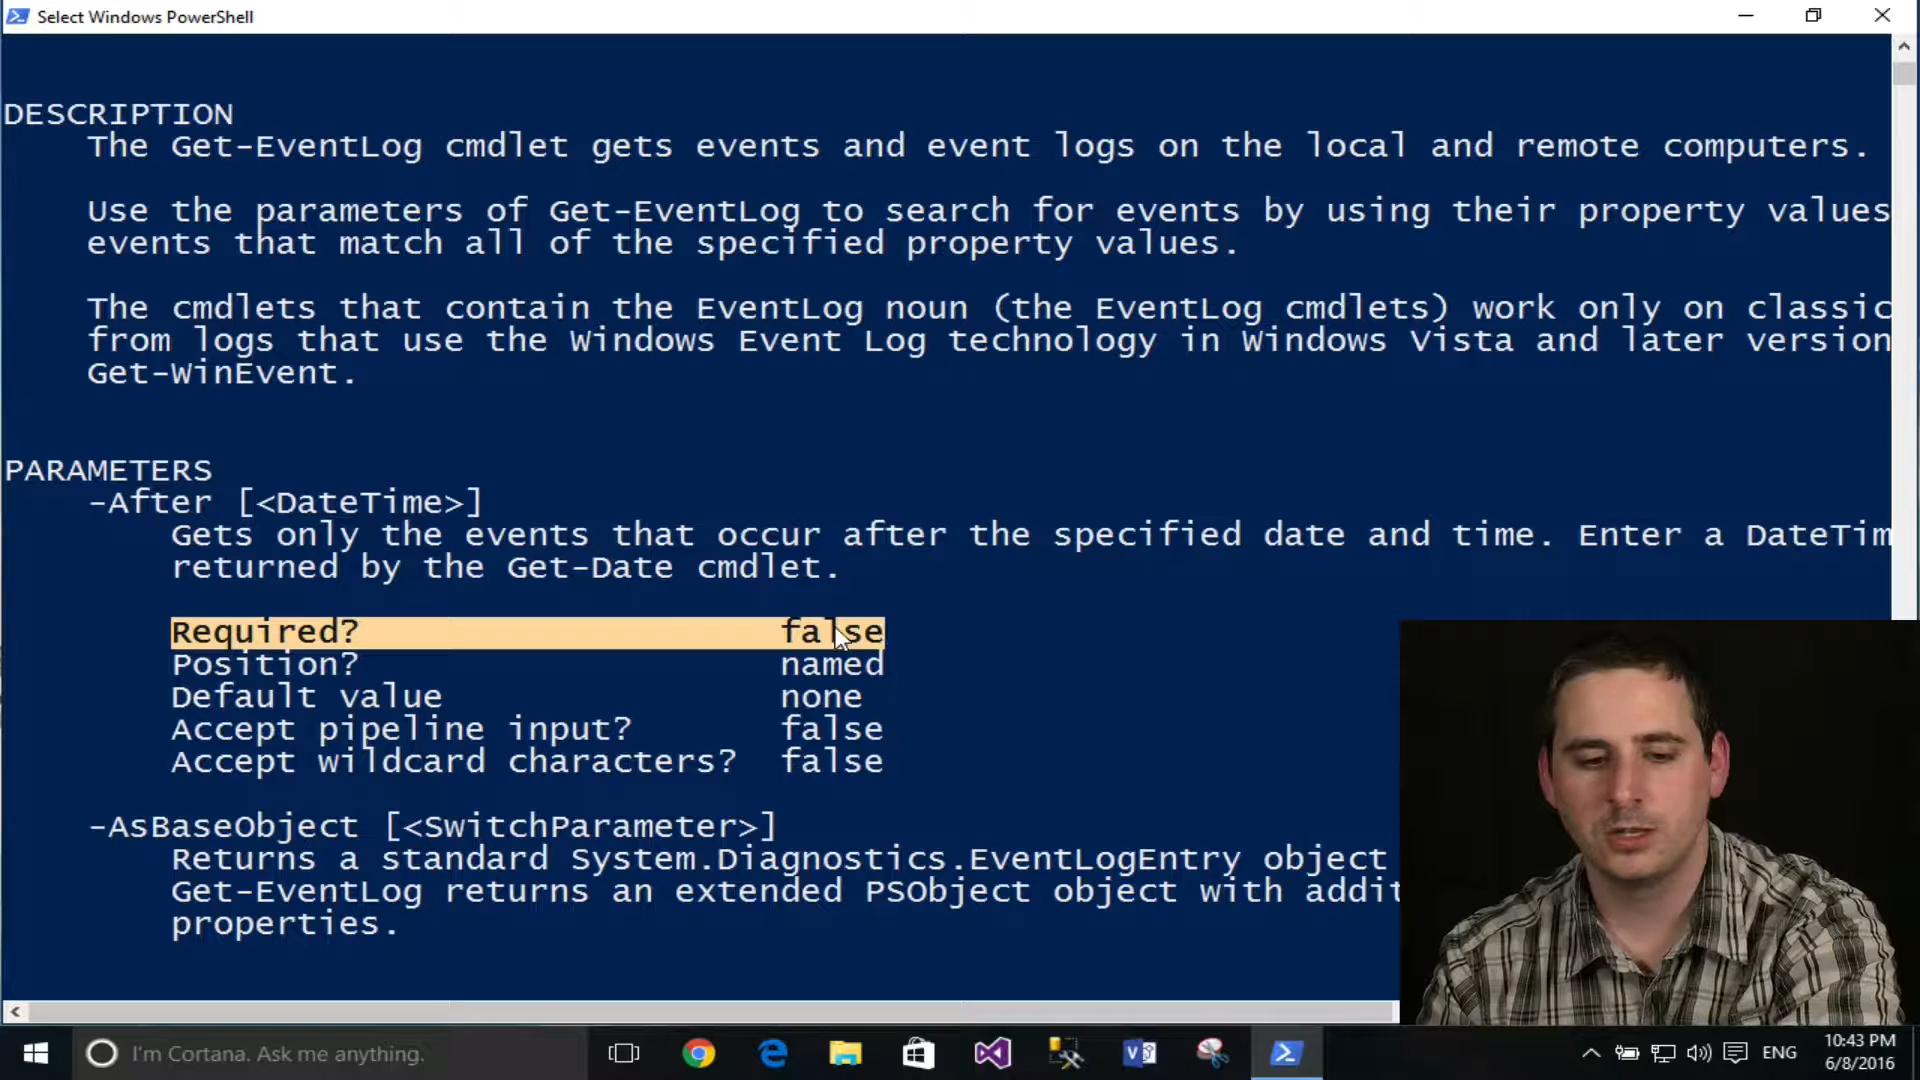 Select Windows PowerShell
DESCRIPTION
The Get-EventLog cmdlet gets events and event logs on the local and remote computers.
Use the parameters of Get-EventLog to search for events by using their property values
events that match all of the specified property values.
The cmdlets that contain the EventLog noun (the EventLog cmdlets) work only on classic
from logs that use the Windows Event Log technology in Windows Vista and later version
Get-WinEvent.
PARAMETERS
-After [<DateTime>]
Gets only the events that occur after the specified date and time. Enter a DateTim
returned by the Get-Date cmdlet.
Required? false
Position? named
Default value none
Accept pipeline input? false
Accept wildcard characters? false
-AsBaseObject [<SwitchParameter>]
Returns a standard System.Diagnostics.EventLogEntry object
Get-EventLog returns an extended PSObject object with addit
properties.
I'm Cortana. Ask me anything.
ENG
10:43 PM
6/8/2016